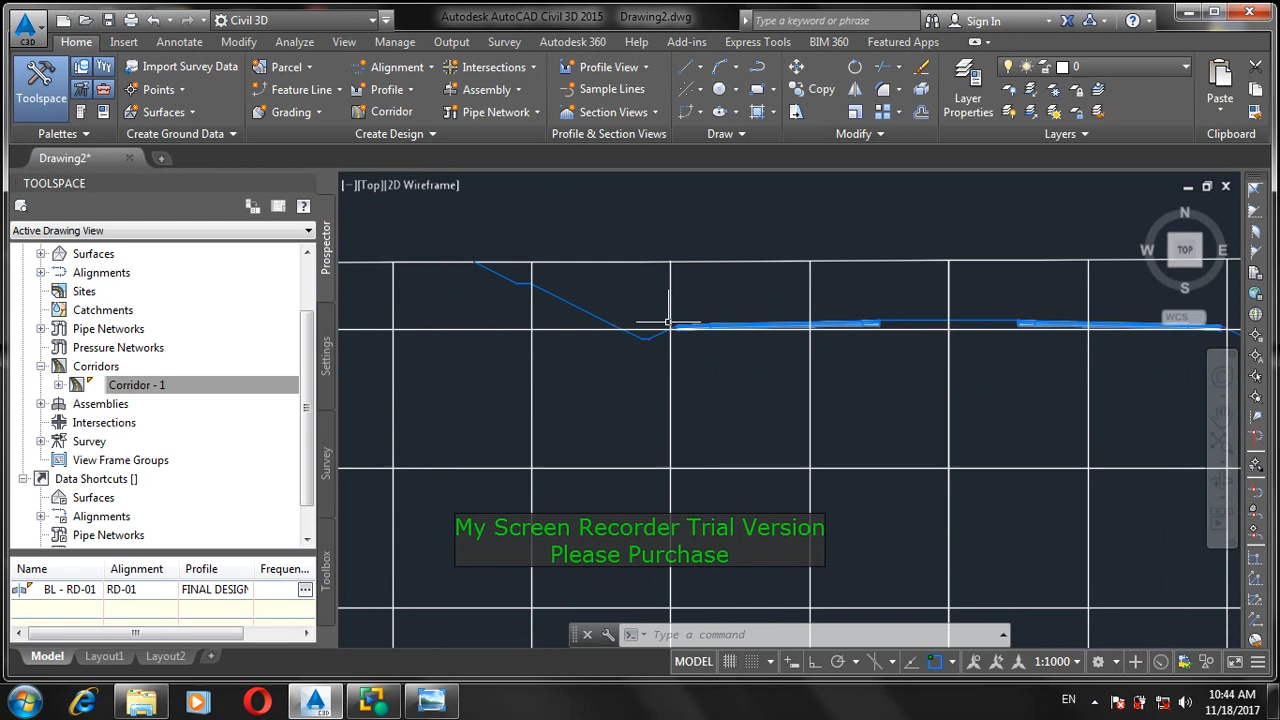 Civil 3D
Autodesk AutoCAD Civil 3D 2015 Drawing2.dwg
Type a keyword or phrase
Sign In
C3D
Home Insert Annotate Modify Analyze View Manage Output Survey Autodesk 360 Help Add-ins Express Tools BIM 360 Featured Apps
Toolspace
Import Survey Data
Points
Surfaces
Parcel
Feature Line
Grading
Alignment
Profile
Corridor
Intersections
Assembly
Pipe Network
Profile View
Sample Lines
Section Views
Copy
Layer
Properties
0
Paste
Palettes
Create Ground Data
Create Design
Profile & Section Views
Draw
Modify
Layers
Clipboard
Drawing2*
TOOLSPACE
Active Drawing View
Surfaces
Alignments
Sites
Catchments
Pipe Networks
Pressure Networks
Corridors
Corridor - 1
Assemblies
Intersections
Survey
View Frame Groups
Data Shortcuts []
Surfaces
Alignments
Pipe Networks
Prospector
Settings
Survey
Toolbox
Name Alignment Profile Frequen...
BL - RD-01 RD-01 FINAL DESIGN
[−][Top][2D Wireframe]
N
W TOP E
S
WCS
My Screen Recorder Trial Version
Please Purchase
Type a command
Model Layout1 Layout2
MODEL
1:1000
EN
10:44 AM
11/18/2017